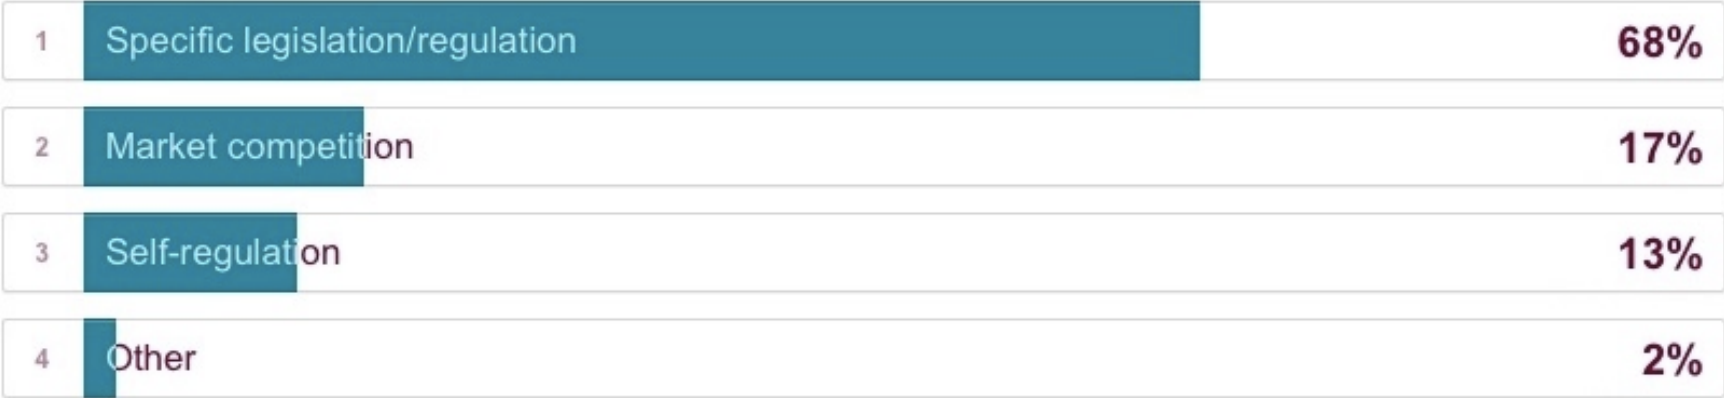 1 Specific legislation/regulation 68%
2 Market competition 17%
3 Self-regulation 13%
4 Other 2%